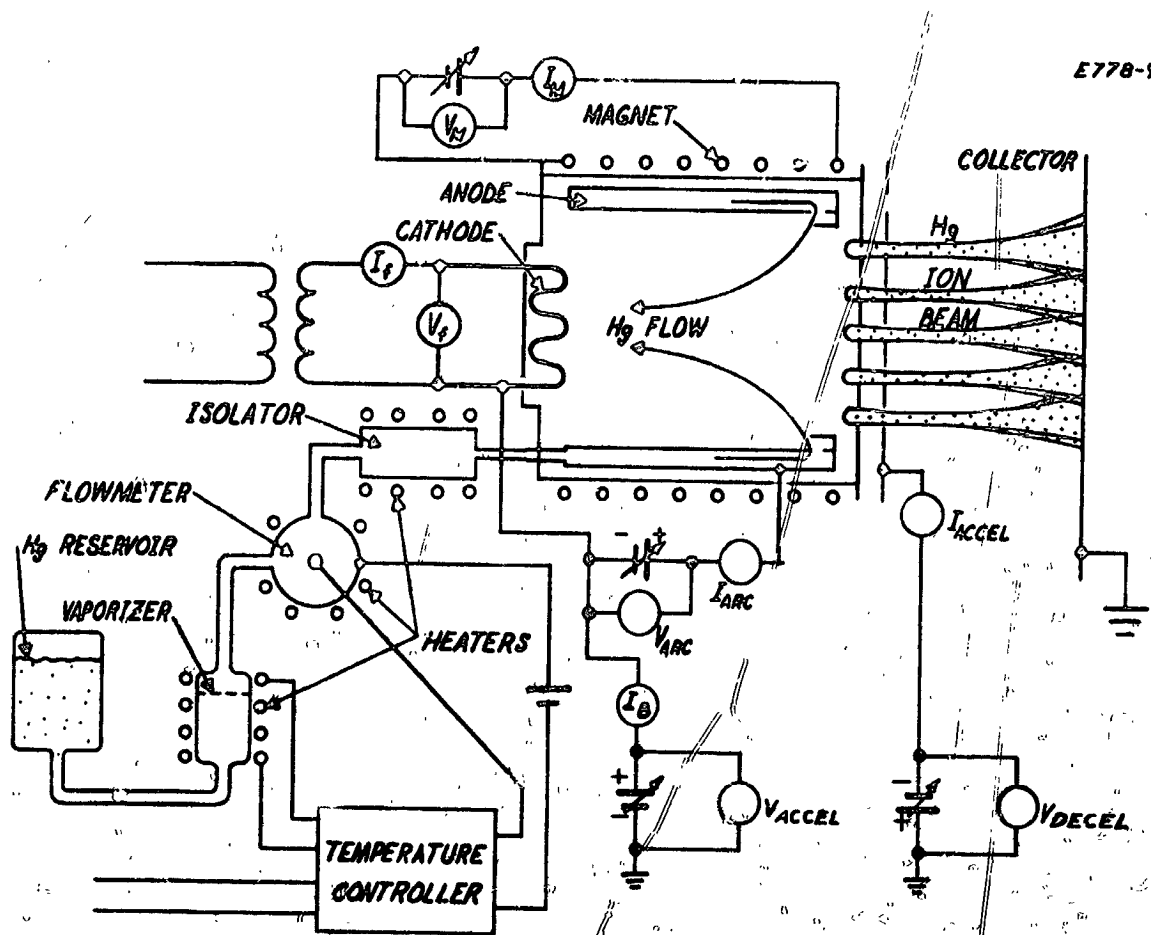 E778-
I_M
V_M
MAGNET
COLLECTOR
ANODE
CATHODE
Hg
I_f
ION
V_f
Hg FLOW
BEAM
ISOLATOR
FLOWMETER
Hg RESERVOIR
I_ACCEL
- +
I_ARC
VAPORIZER
V_ARC
HEATERS
I_B
+
-
V_ACCEL
-
+
V_DECEL
TEMPERATURE
CONTROLLER